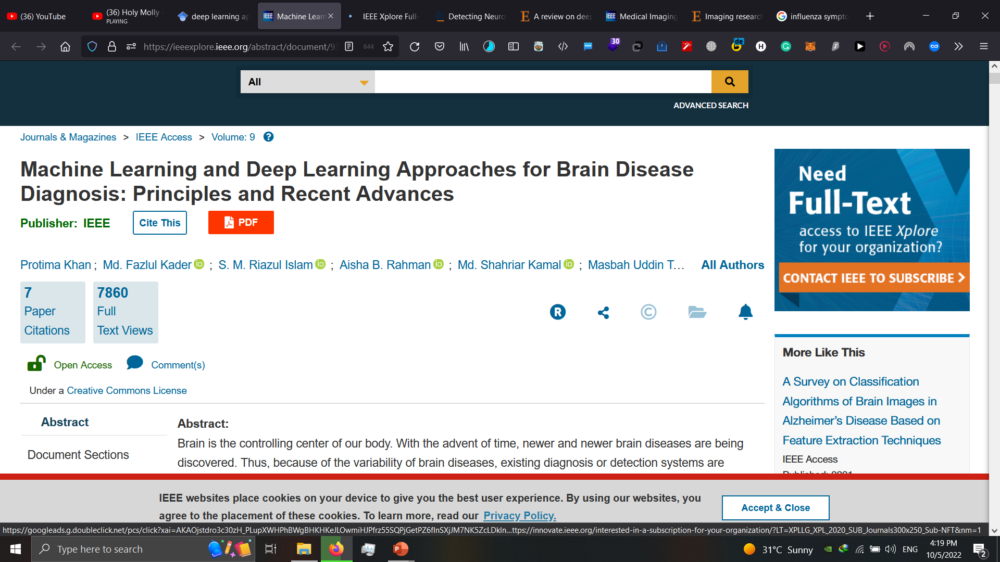 (36) YouTube
(36) Holy Molly
PLAYING
deep learning ap
Machine Learn
IEEE Xplore Full-
Detecting Neuro
A review on deep
Medical Imaging
Imaging research
influenza sympto
https://ieeexplore.ieee.org/abstract/document/93
644
30
de
All
ADVANCED SEARCH
Journals & Magazines > IEEE Access > Volume: 9
Machine Learning and Deep Learning Approaches for Brain Disease
Diagnosis: Principles and Recent Advances
Publisher: IEEE
Cite This
PDF
Protima Khan ; Md. Fazlul Kader ; S. M. Riazul Islam ; Aisha B. Rahman ; Md. Shahriar Kamal ; Masbah Uddin T... All Authors
7
Paper
Citations
7860
Full
Text Views
Open Access
Comment(s)
Under a Creative Commons License
Abstract
Document Sections
Abstract:
Brain is the controlling center of our body. With the advent of time, newer and newer brain diseases are being
discovered. Thus, because of the variability of brain diseases, existing diagnosis or detection systems are
Need
Full-Text
access to IEEE Xplore
for your organization?
CONTACT IEEE TO SUBSCRIBE
More Like This
A Survey on Classification
Algorithms of Brain Images in
Alzheimer's Disease Based on
Feature Extraction Techniques
IEEE Access
Published: 2021
IEEE websites place cookies on your device to give you the best user experience. By using our websites, you
agree to the placement of these cookies. To learn more, read our Privacy Policy.
Accept & Close
https://googleads.g.doubleclick.net/pcs/click?xai=AKAOjstdro3c30zH_PLupXWHPhBWgBHKHKeJLOwmiHJPfrz55SQPjGetPZ6fInSXjJM7NK5ZcLDkIn...ttps://innovate.ieee.org/interested-in-a-subscription-for-your-organization/?LT=XPLLG_XPL_2020_SUB_Journals300x250_Sub-NFT&nm=1
Type here to search
31°C Sunny
ENG
4:19 PM
10/5/2022
2